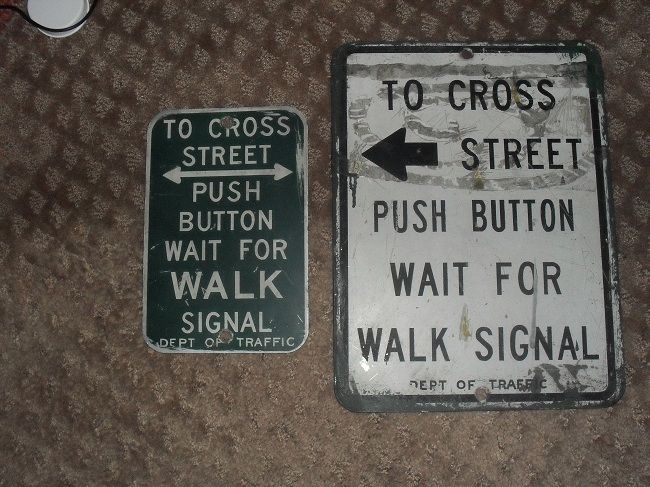 TO CROSS
STREET
PUSH
BUTTON
WAIT FOR
WALK
SIGNAL
DEPT OF TRAFFIC
TO CROSS
STREET
PUSH BUTTON
WAIT FOR
WALK SIGNAL
DEPT OF TRAFFIC